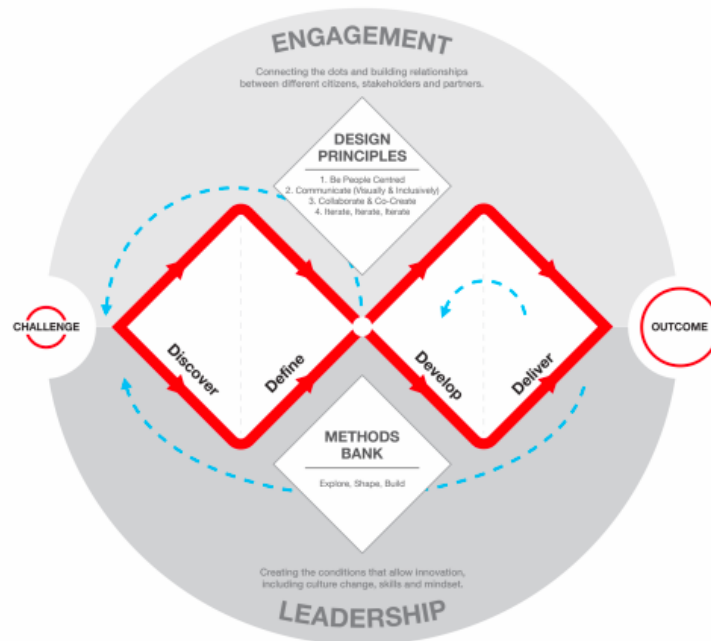 ENGAGEMENT
Connecting the dots and building relationships
between different citizens, stakeholders and partners.
DESIGN
PRINCIPLES
1. Be People Centred
2. Communicate (Visually & Inclusively)
3. Collaborate & Co-Create
4. Iterate, Iterate, Iterate
CHALLENGE
OUTCOME
Discover
Define
Develop
Deliver
METHODS
BANK
Explore, Shape, Build
Creating the conditions that allow innovation,
including culture change, skills and mindset.
LEADERSHIP